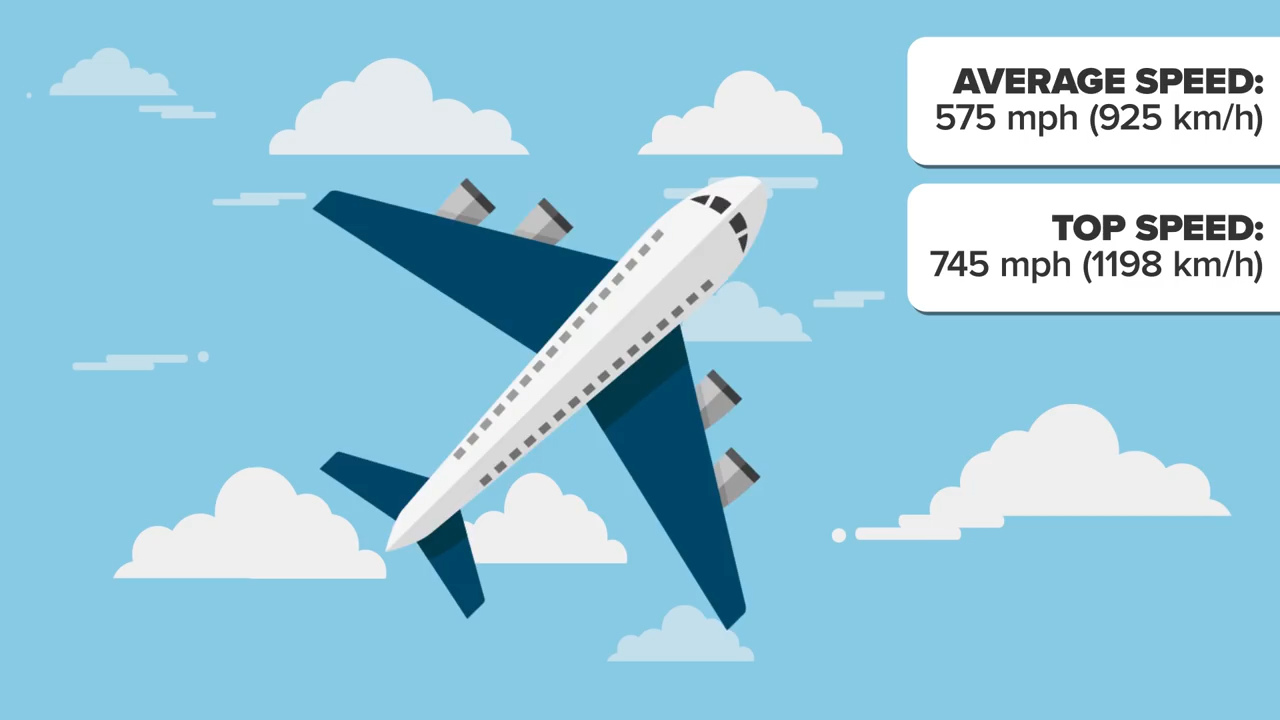 AVERAGE SPEED:
575 mph (925 km/h)
TOP SPEED:
745 mph (1198 km/h)